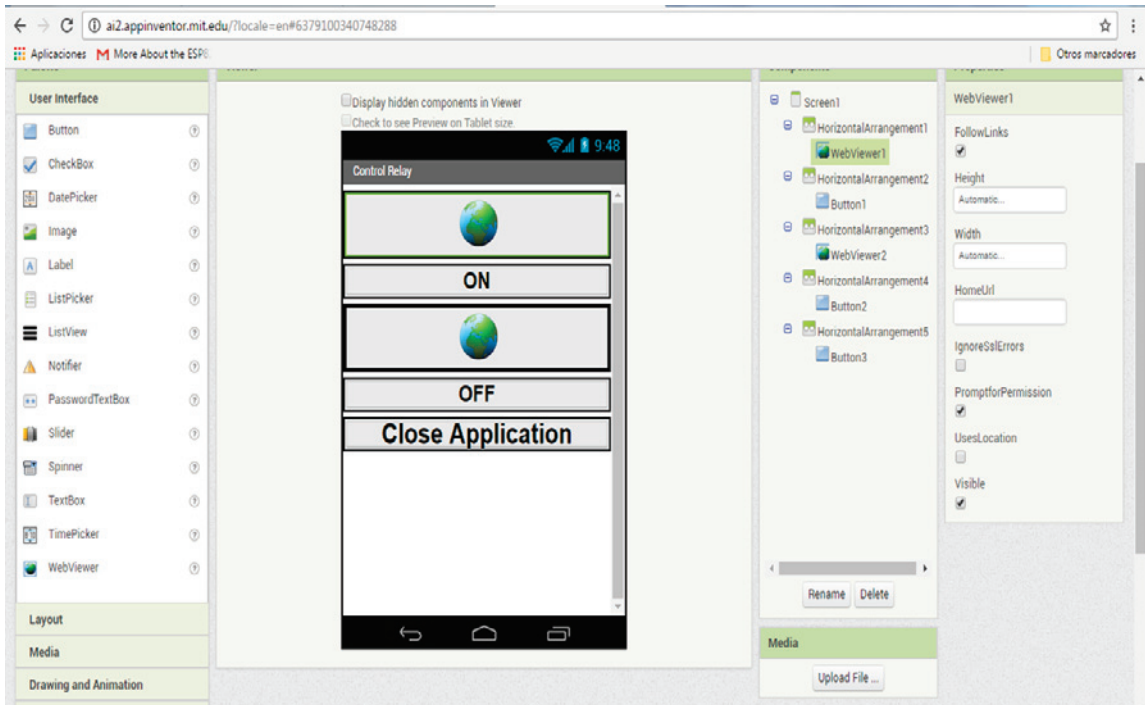 ai2.appinventor.mit.edu/?locale=en#6379100340748288
Aplicaciones
More About the ESP8
Otros marcadores
User Interface
Button
CheckBox
DatePicker
Image
Label
ListPicker
ListView
Notifier
PasswordTextBox
Slider
Spinner
TextBox
TimePicker
WebViewer
Layout
Media
Drawing and Animation
Viewer
Display hidden components in Viewer
Check to see Preview on Tablet size.
9:48
Control Relay
ON
OFF
Close Application
Components
Screen1
HorizontalArrangement1
WebViewer1
HorizontalArrangement2
Button1
HorizontalArrangement3
WebViewer2
HorizontalArrangement4
Button2
HorizontalArrangement5
Button3
Rename Delete
Media
Upload File ...
Properties
WebViewer1
FollowLinks
Height
Automatic...
Width
Automatic...
HomeUrl
IgnoreSslErrors
PromptforPermission
UsesLocation
Visible